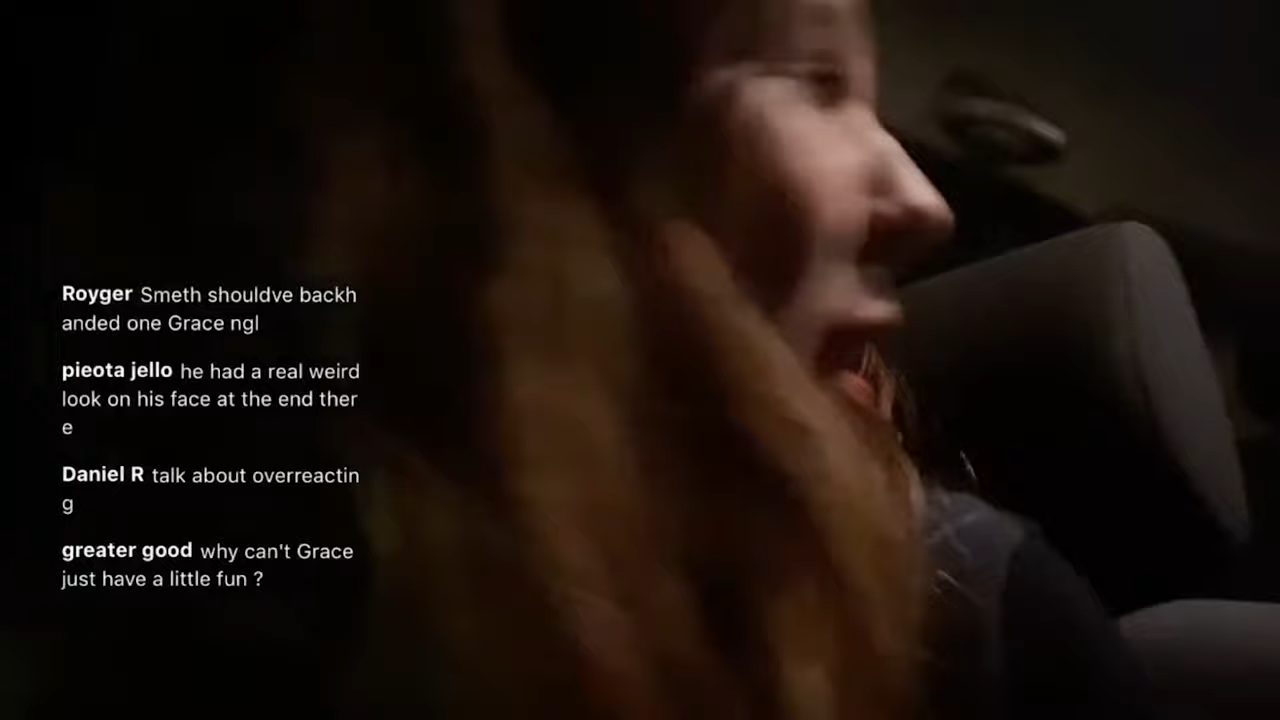 Royger Smeth shouldve backh
anded one Grace ngl
pieota jello he had a real weird
look on his face at the end ther
e
Daniel R talk about overreactin
g
greater good why can't Grace
just have a little fun ?